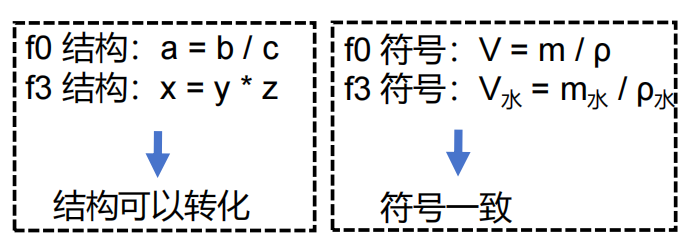 f0 结构：a = b / c
f3 结构：x = y * z
结构可以转化
f0 符号：V = m / ρ
f3 符号：V水 = m水 / ρ水
符号一致